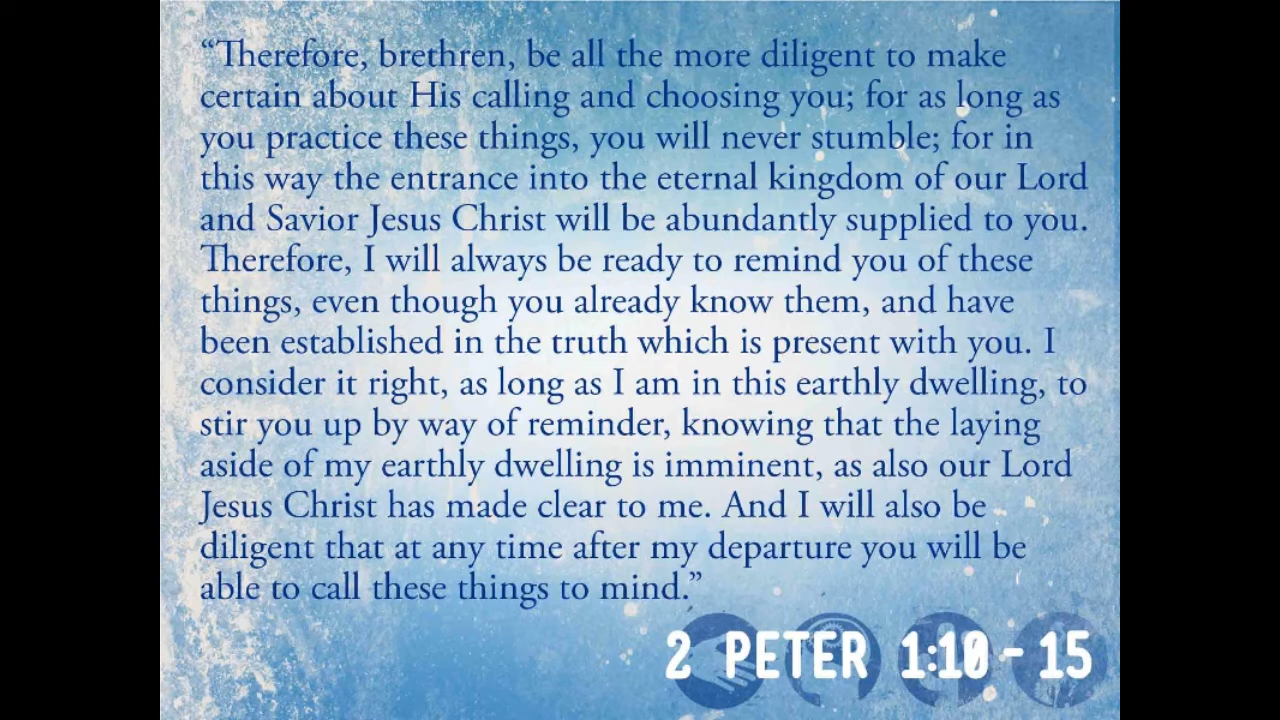 “Therefore, brethren, be all the more diligent to make
certain about His calling and choosing you; for as long as
you practice these things, you will never stumble; for in
this way the entrance into the eternal kingdom of our Lord
and Savior Jesus Christ will be abundantly supplied to you.
Therefore, I will always be ready to remind you of these
things, even though you already know them, and have
been established in the truth which is present with you. I
consider it right, as long as I am in this earthly dwelling, to
stir you up by way of reminder, knowing that the laying
aside of my earthly dwelling is imminent, as also our Lord
Jesus Christ has made clear to me. And I will also be
diligent that at any time after my departure you will be
able to call these things to mind.”
2 PETER 1:10 - 15